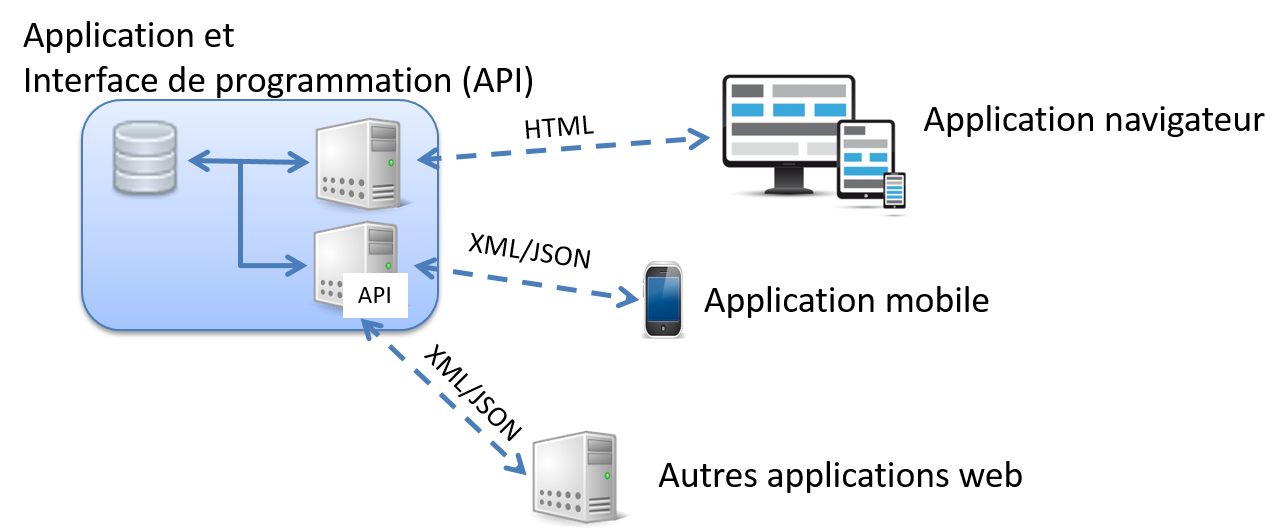 Application et
Interface de programmation (API)
HTML
Application navigateur
XML/JSON
API
Application mobile
XML/JSON
Autres applications web